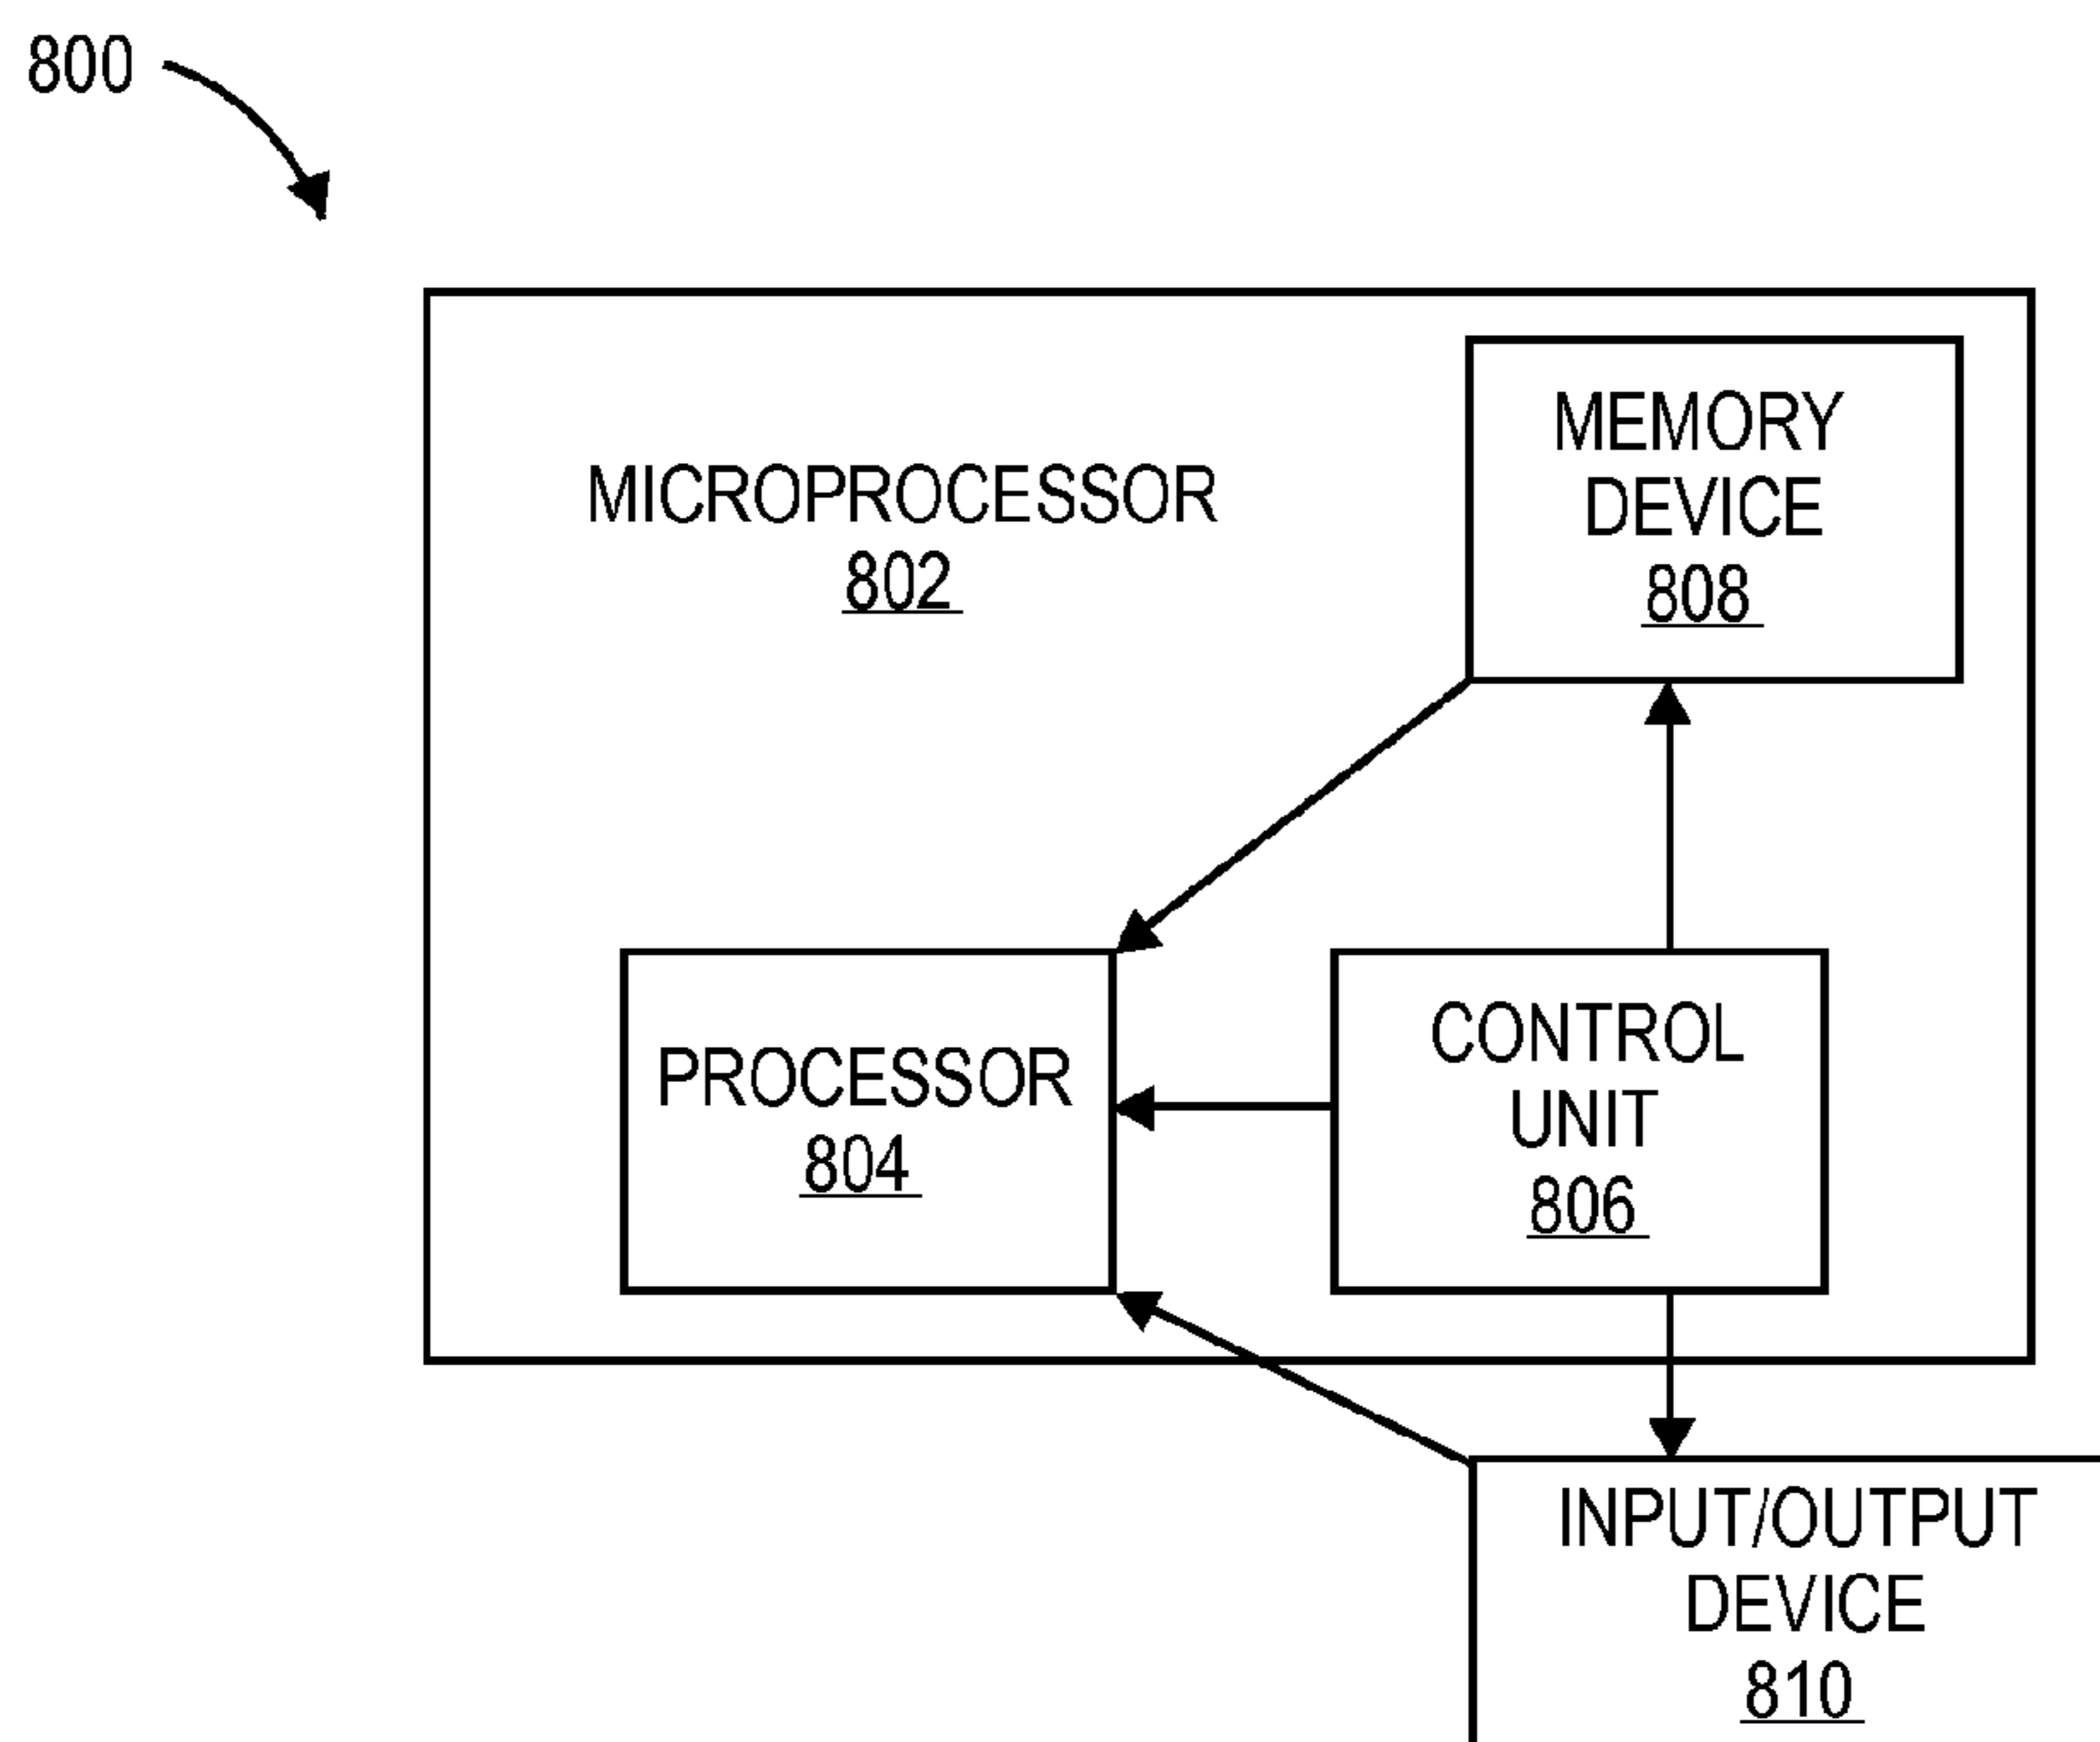 800
MICROPROCESSOR
802
MEMORY
DEVICE
808
PROCESSOR
804
CONTROL
UNIT
806
INPUT/OUTPUT
DEVICE
810